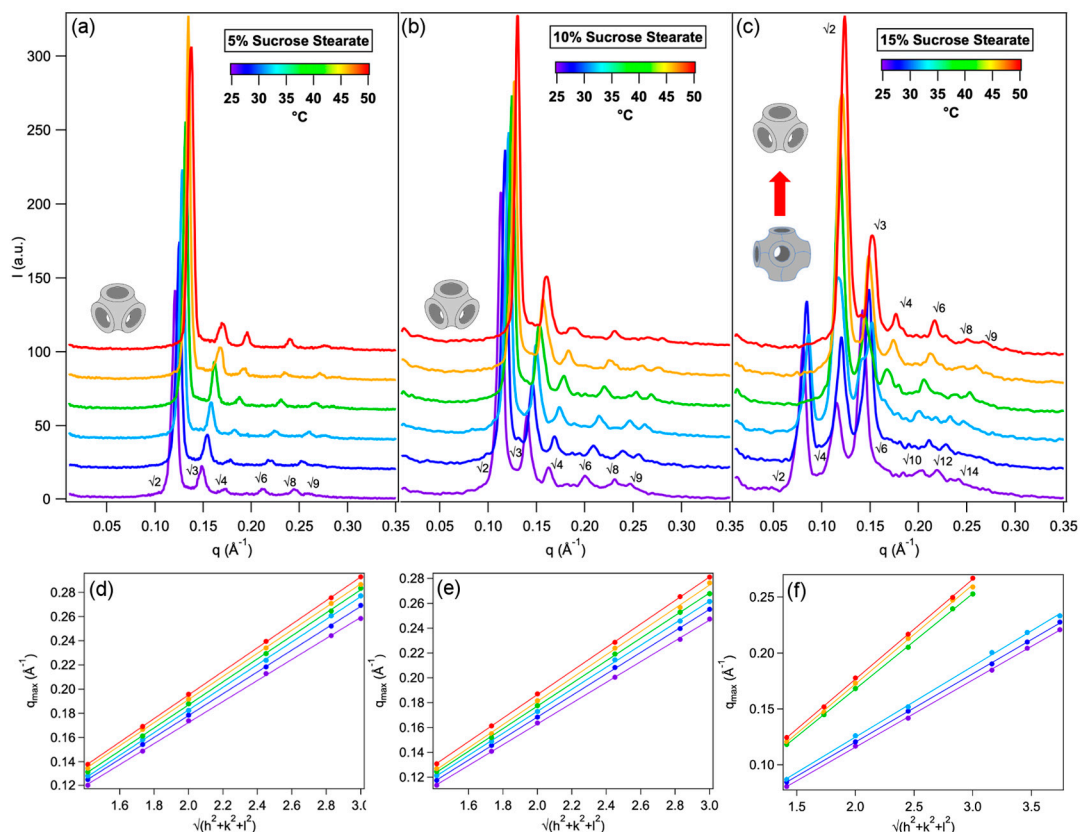 (a)
5% Sucrose Stearate
25 30 35 40 45 50
°C
(b)
10% Sucrose Stearate
25 30 35 40 45 50
°C
(c)
√2
15% Sucrose Stearate
25 30 35 40 45 50
°C
I (a.u.)
300
250
200
150
100
50
0
√2
√3
√4
√6
√8
√9
√2
√3
√4
√6
√8
√9
√3
√4
√6
√8
√9
√2
√4
√6
√10
√12
√14
0.05 0.10 0.15 0.20 0.25 0.30 0.35
q (Å⁻¹)
0.05 0.10 0.15 0.20 0.25 0.30 0.35
q (Å⁻¹)
0.05 0.10 0.15 0.20 0.25 0.30 0.35
q (Å⁻¹)
(d)
qmax (Å⁻¹)
0.28
0.26
0.24
0.22
0.20
0.18
0.16
0.14
0.12
1.6 1.8 2.0 2.2 2.4 2.6 2.8 3.0
√(h²+k²+l²)
(e)
qmax (Å⁻¹)
0.28
0.26
0.24
0.22
0.20
0.18
0.16
0.14
0.12
1.6 1.8 2.0 2.2 2.4 2.6 2.8 3.0
√(h²+k²+l²)
(f)
qmax (Å⁻¹)
0.25
0.20
0.15
0.10
1.5 2.0 2.5 3.0 3.5
√(h²+k²+l²)